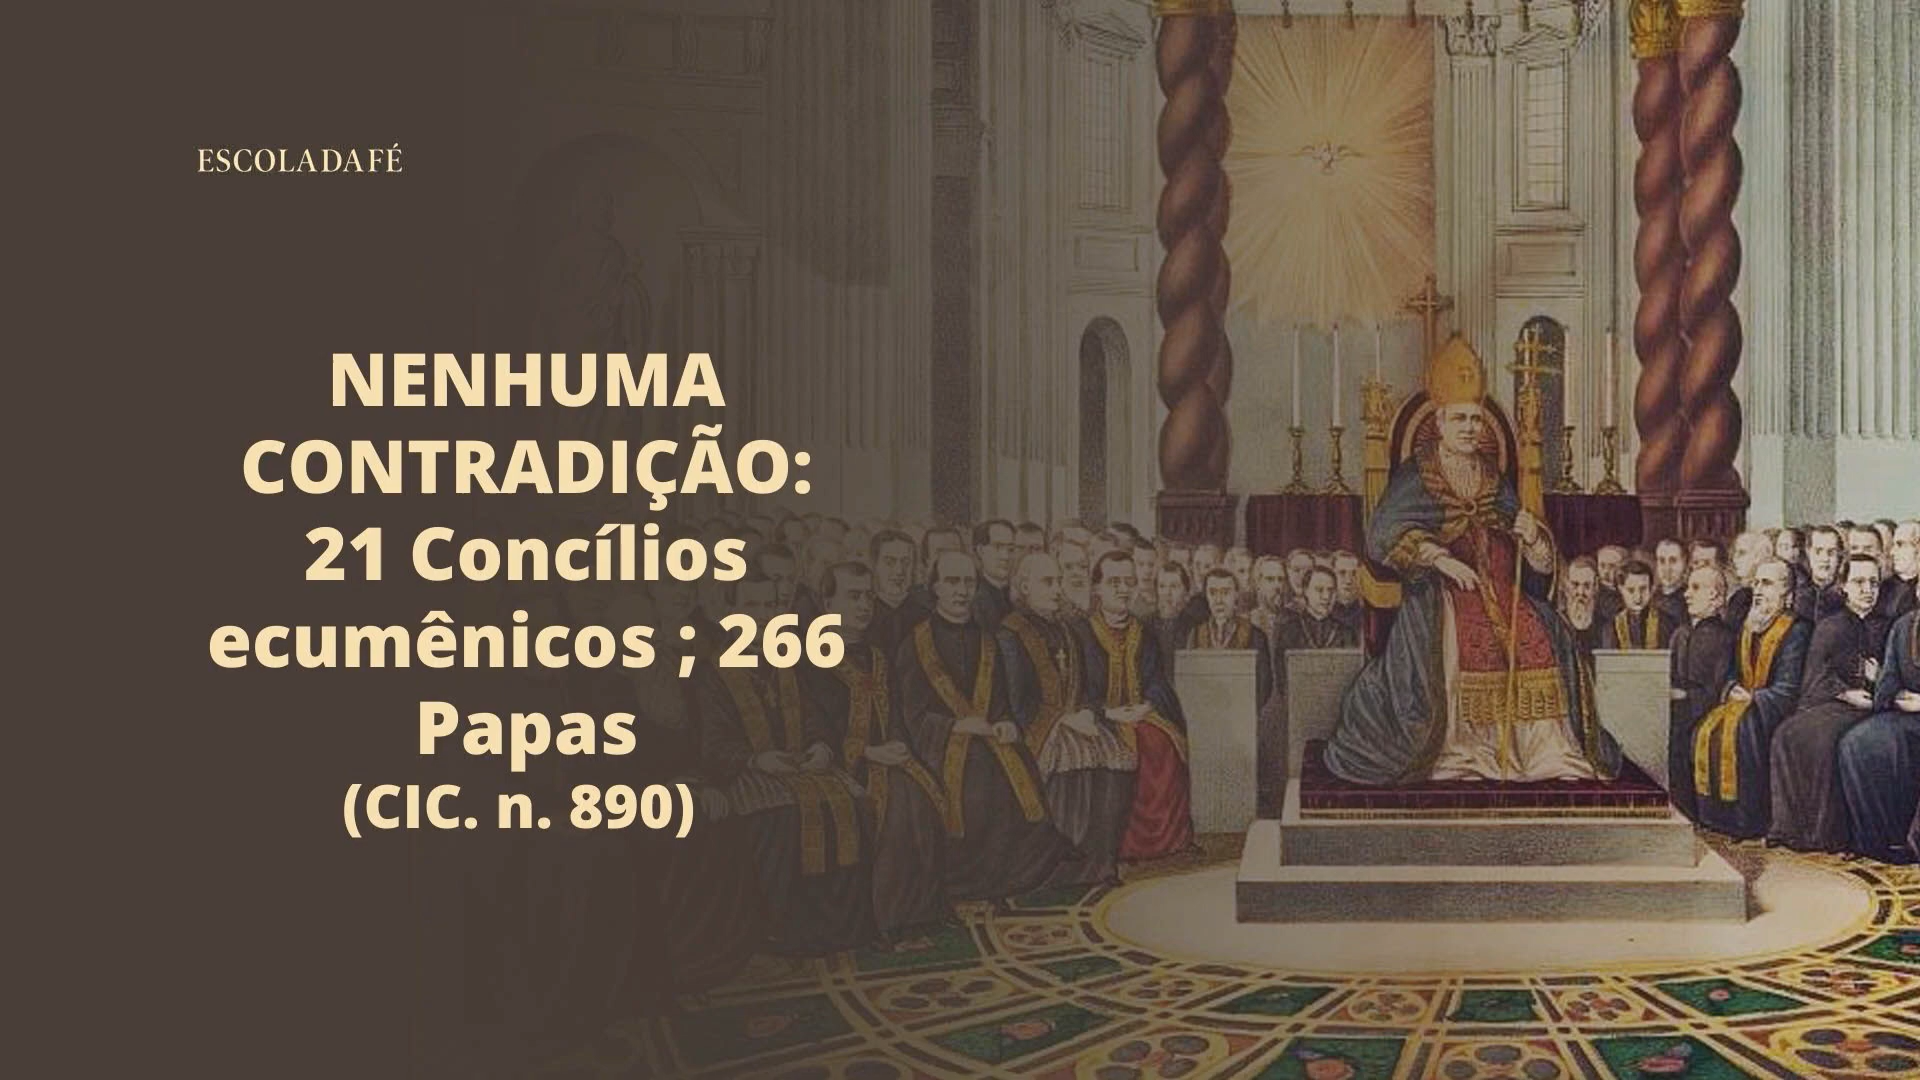 ESCOLADAFÉ
NENHUMA
CONTRADIÇÃO:
21 Concílios
ecumênicos ; 266
Papas
(CIC. n. 890)